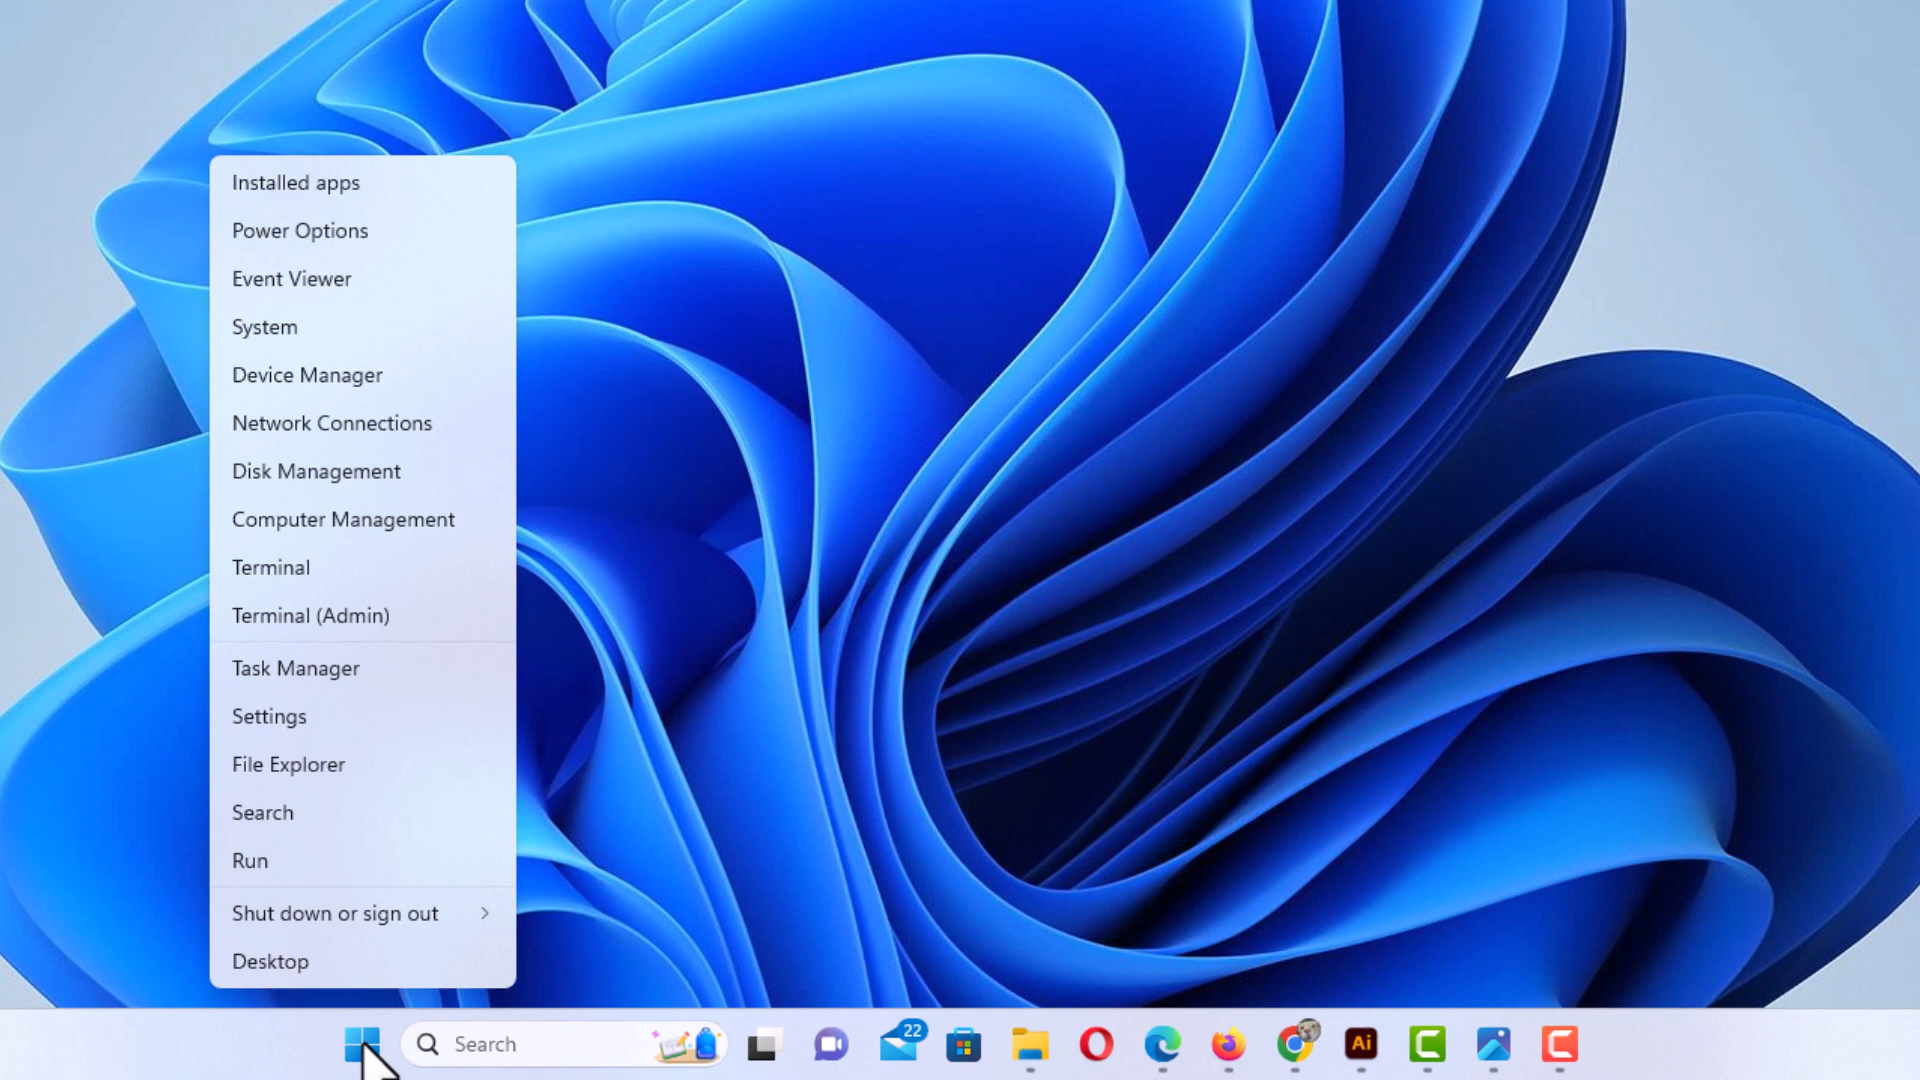 Installed apps
Power Options
Event Viewer
System
Device Manager
Network Connections
Disk Management
Computer Management
Terminal
Terminal (Admin)
Task Manager
Settings
File Explorer
Search
Run
Shut down or sign out
Desktop
Search
22
Ai